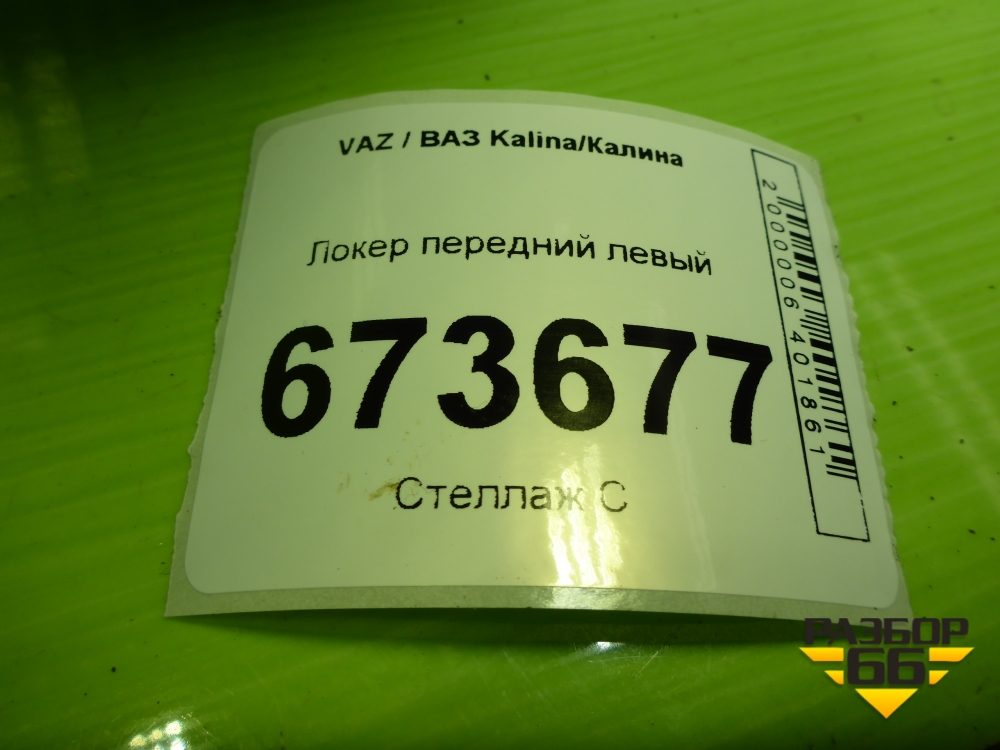 VAZ / ВАЗ Kalina/Калина
Локер передний левый
673677
Стеллаж С
2000006401861
РАЗБОР
66